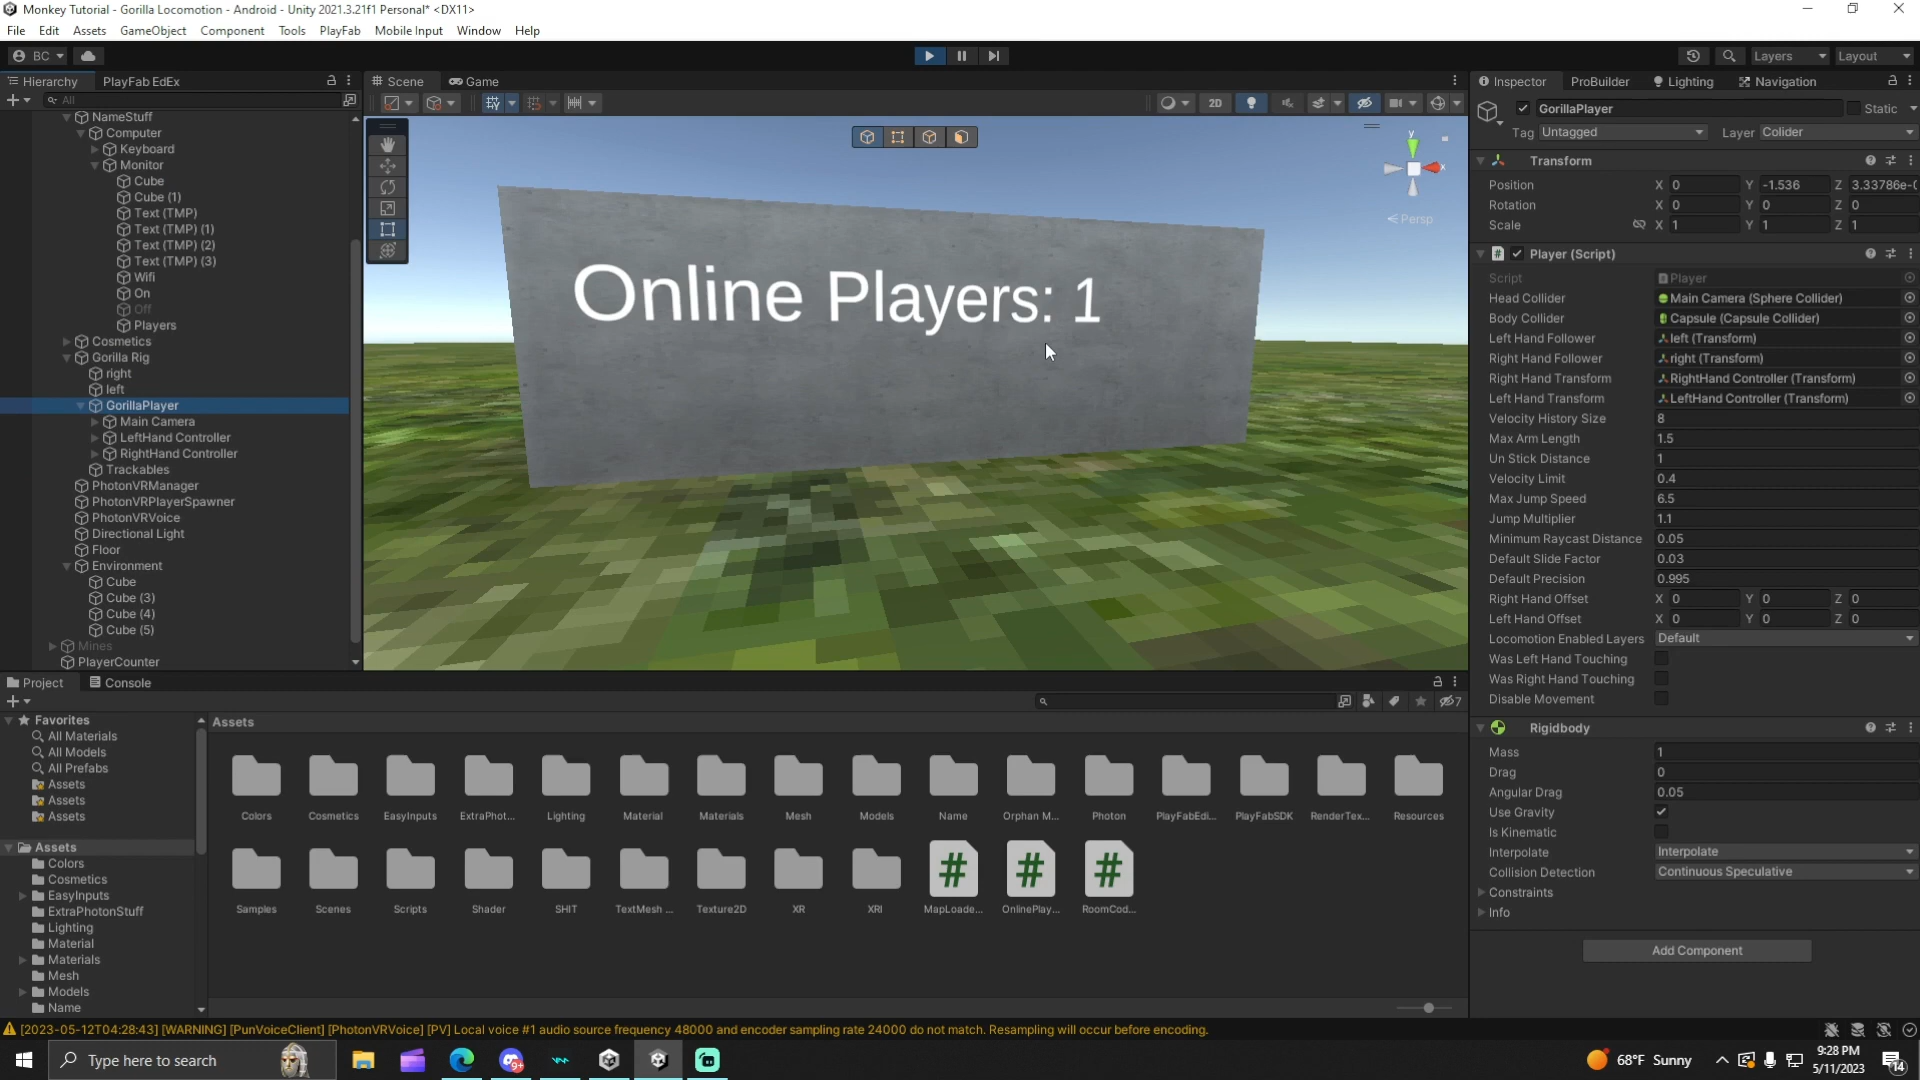 Monkey Tutorial - Gorilla Locomotion - Android - Unity 2021.3.21f1 Personal* <DX11>
File Edit Assets GameObject Component Tools PlayFab Mobile Input Window Help
BC Layers Layout
Hierarchy PlayFab EdEx
All
NameStuff
Computer
Keyboard
Monitor
Cube
Cube (1)
Text (TMP)
Text (TMP) (1)
Text (TMP) (2)
Text (TMP) (3)
Wifi
On
Off
Players
Cosmetics
Gorilla Rig
right
left
GorillaPlayer
Main Camera
LeftHand Controller
RightHand Controller
Trackables
PhotonVRManager
PhotonVRPlayerSpawner
PhotonVRVoice
Directional Light
Floor
Environment
Cube
Cube (3)
Cube (4)
Cube (5)
Mines
PlayerCounter
Scene Game
2D
y
x
Persp
Online Players: 1
Inspector ProBuilder Lighting Navigation
GorillaPlayer Static
Tag Untagged Layer Collider
Transform
Position X 0 Y -1.536 Z 3.33786e-0
Rotation X 0 Y 0 Z 0
Scale X 1 Y 1 Z 1
Player (Script)
Script Player
Head Collider Main Camera (Sphere Collider)
Body Collider Capsule (Capsule Collider)
Left Hand Follower left (Transform)
Right Hand Follower right (Transform)
Right Hand Transform RightHand Controller (Transform)
Left Hand Transform LeftHand Controller (Transform)
Velocity History Size 8
Max Arm Length 1.5
Un Stick Distance 1
Velocity Limit 0.4
Max Jump Speed 6.5
Jump Multiplier 1.1
Minimum Raycast Distance 0.05
Default Slide Factor 0.03
Default Precision 0.995
Right Hand Offset X 0 Y 0 Z 0
Left Hand Offset X 0 Y 0 Z 0
Locomotion Enabled Layers Default
Was Left Hand Touching
Was Right Hand Touching
Disable Movement
Rigidbody
Mass 1
Drag 0
Angular Drag 0.05
Use Gravity
Is Kinematic
Interpolate Interpolate
Collision Detection Continuous Speculative
Constraints
Info
Add Component
Project Console
7
Favorites
All Materials
All Models
All Prefabs
Assets
Assets
Assets
Assets
Colors
Cosmetics
EasyInputs
ExtraPhotonStuff
Lighting
Material
Materials
Mesh
Models
Name
Assets
Colors Cosmetics EasyInputs ExtraPhot... Lighting Material Materials Mesh Models Name Orphan M... Photon PlayFabEdi... PlayFabSDK RenderTex... Resources
Samples Scenes Scripts Shader SHIT TextMesh ... Texture2D XR XRI MapLoade... OnlinePlay... RoomCod...
[2023-05-12T04:28:43] [WARNING] [PunVoiceClient] [PhotonVRVoice] [PV] Local voice #1 audio source frequency 48000 and encoder sampling rate 24000 do not match. Resampling will occur before encoding.
Type here to search
9+
68°F Sunny
9:28 PM
5/11/2023
14